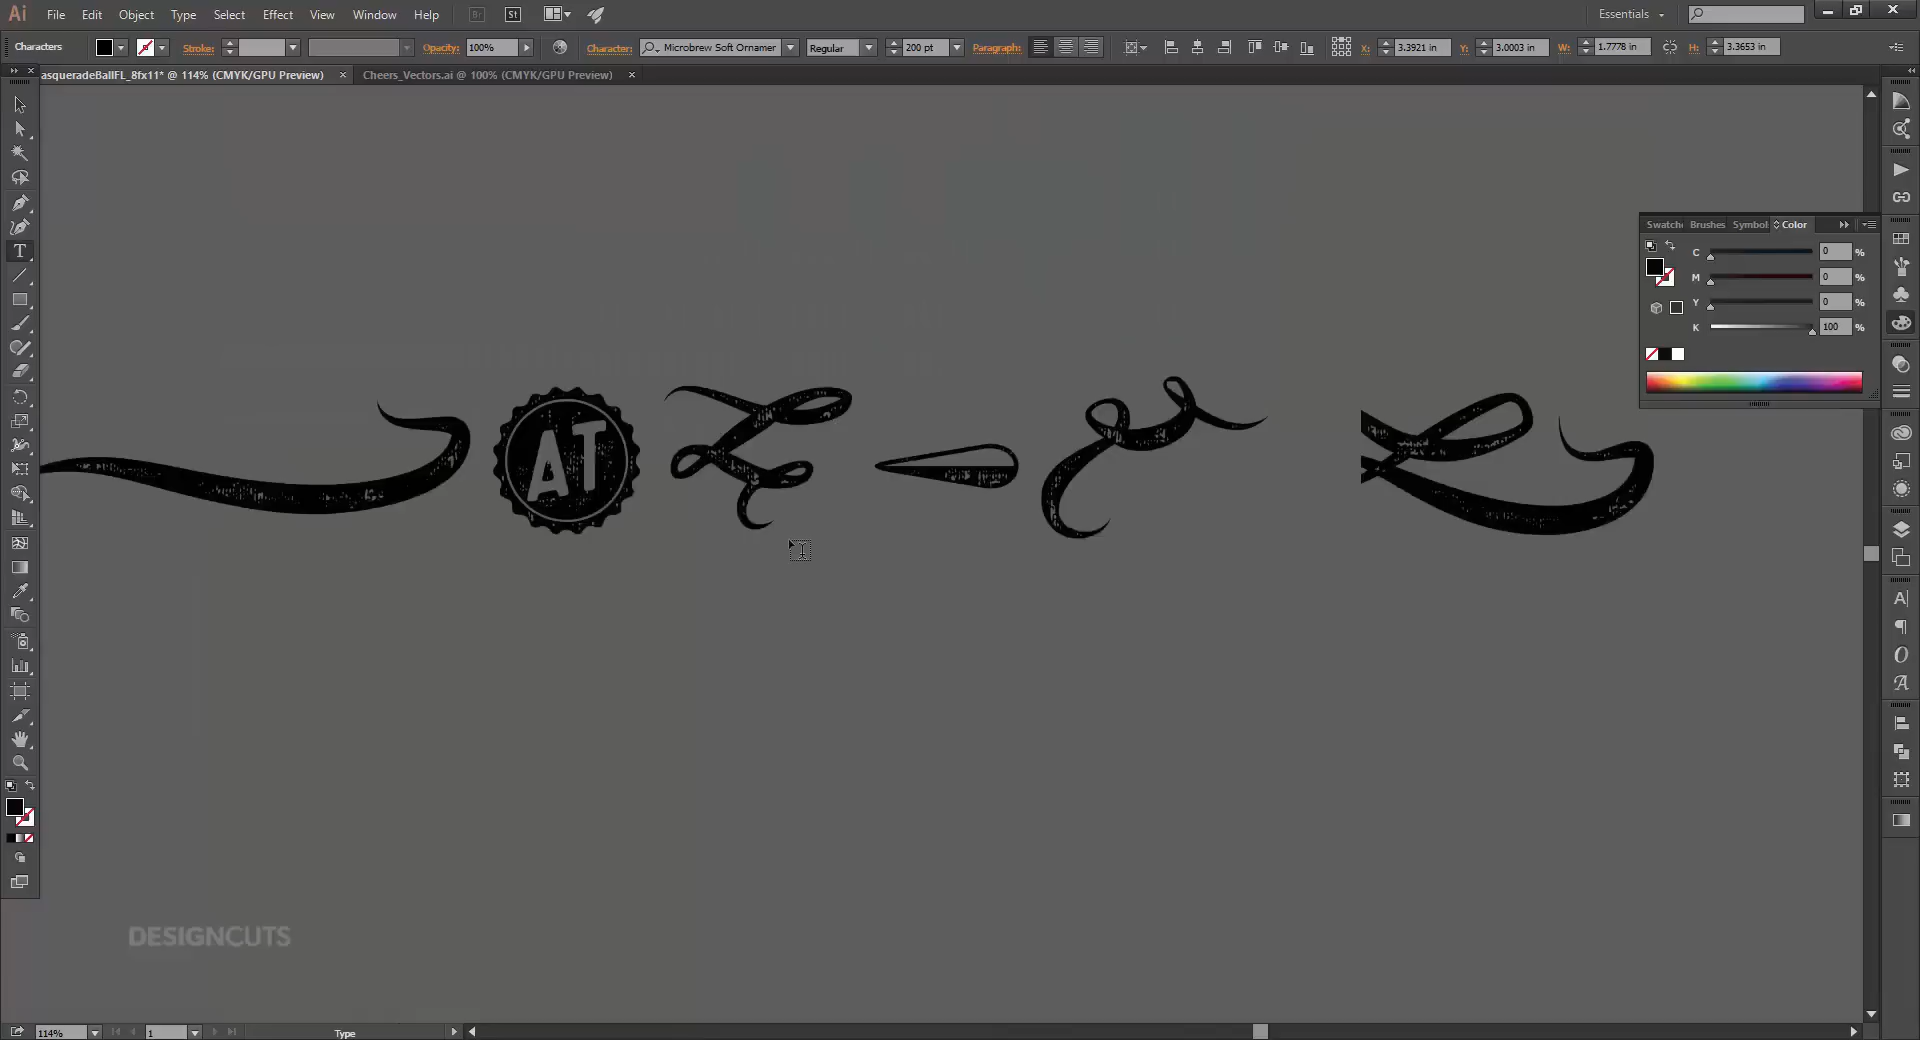 Ai File Edit Object Type Select Effect View Window Help Br St Essentials
Characters Stroke: Opacity: 100% Character: Microbrew Soft Ornamer Regular 200 pt Paragraph: X: 3.3921 in Y: 3.0003 in W: 1.7778 in H: 3.3653 in
asqueradeBallFL_8fx11* @ 114% (CMYK/GPU Preview) × Cheers_Vectors.ai @ 100% (CMYK/GPU Preview) ×
Swatch Brushes Symbol Color
C 0 %
M 0 %
Y 0 %
K 100 %
AT
DESIGNCUTS
114% 1 Type